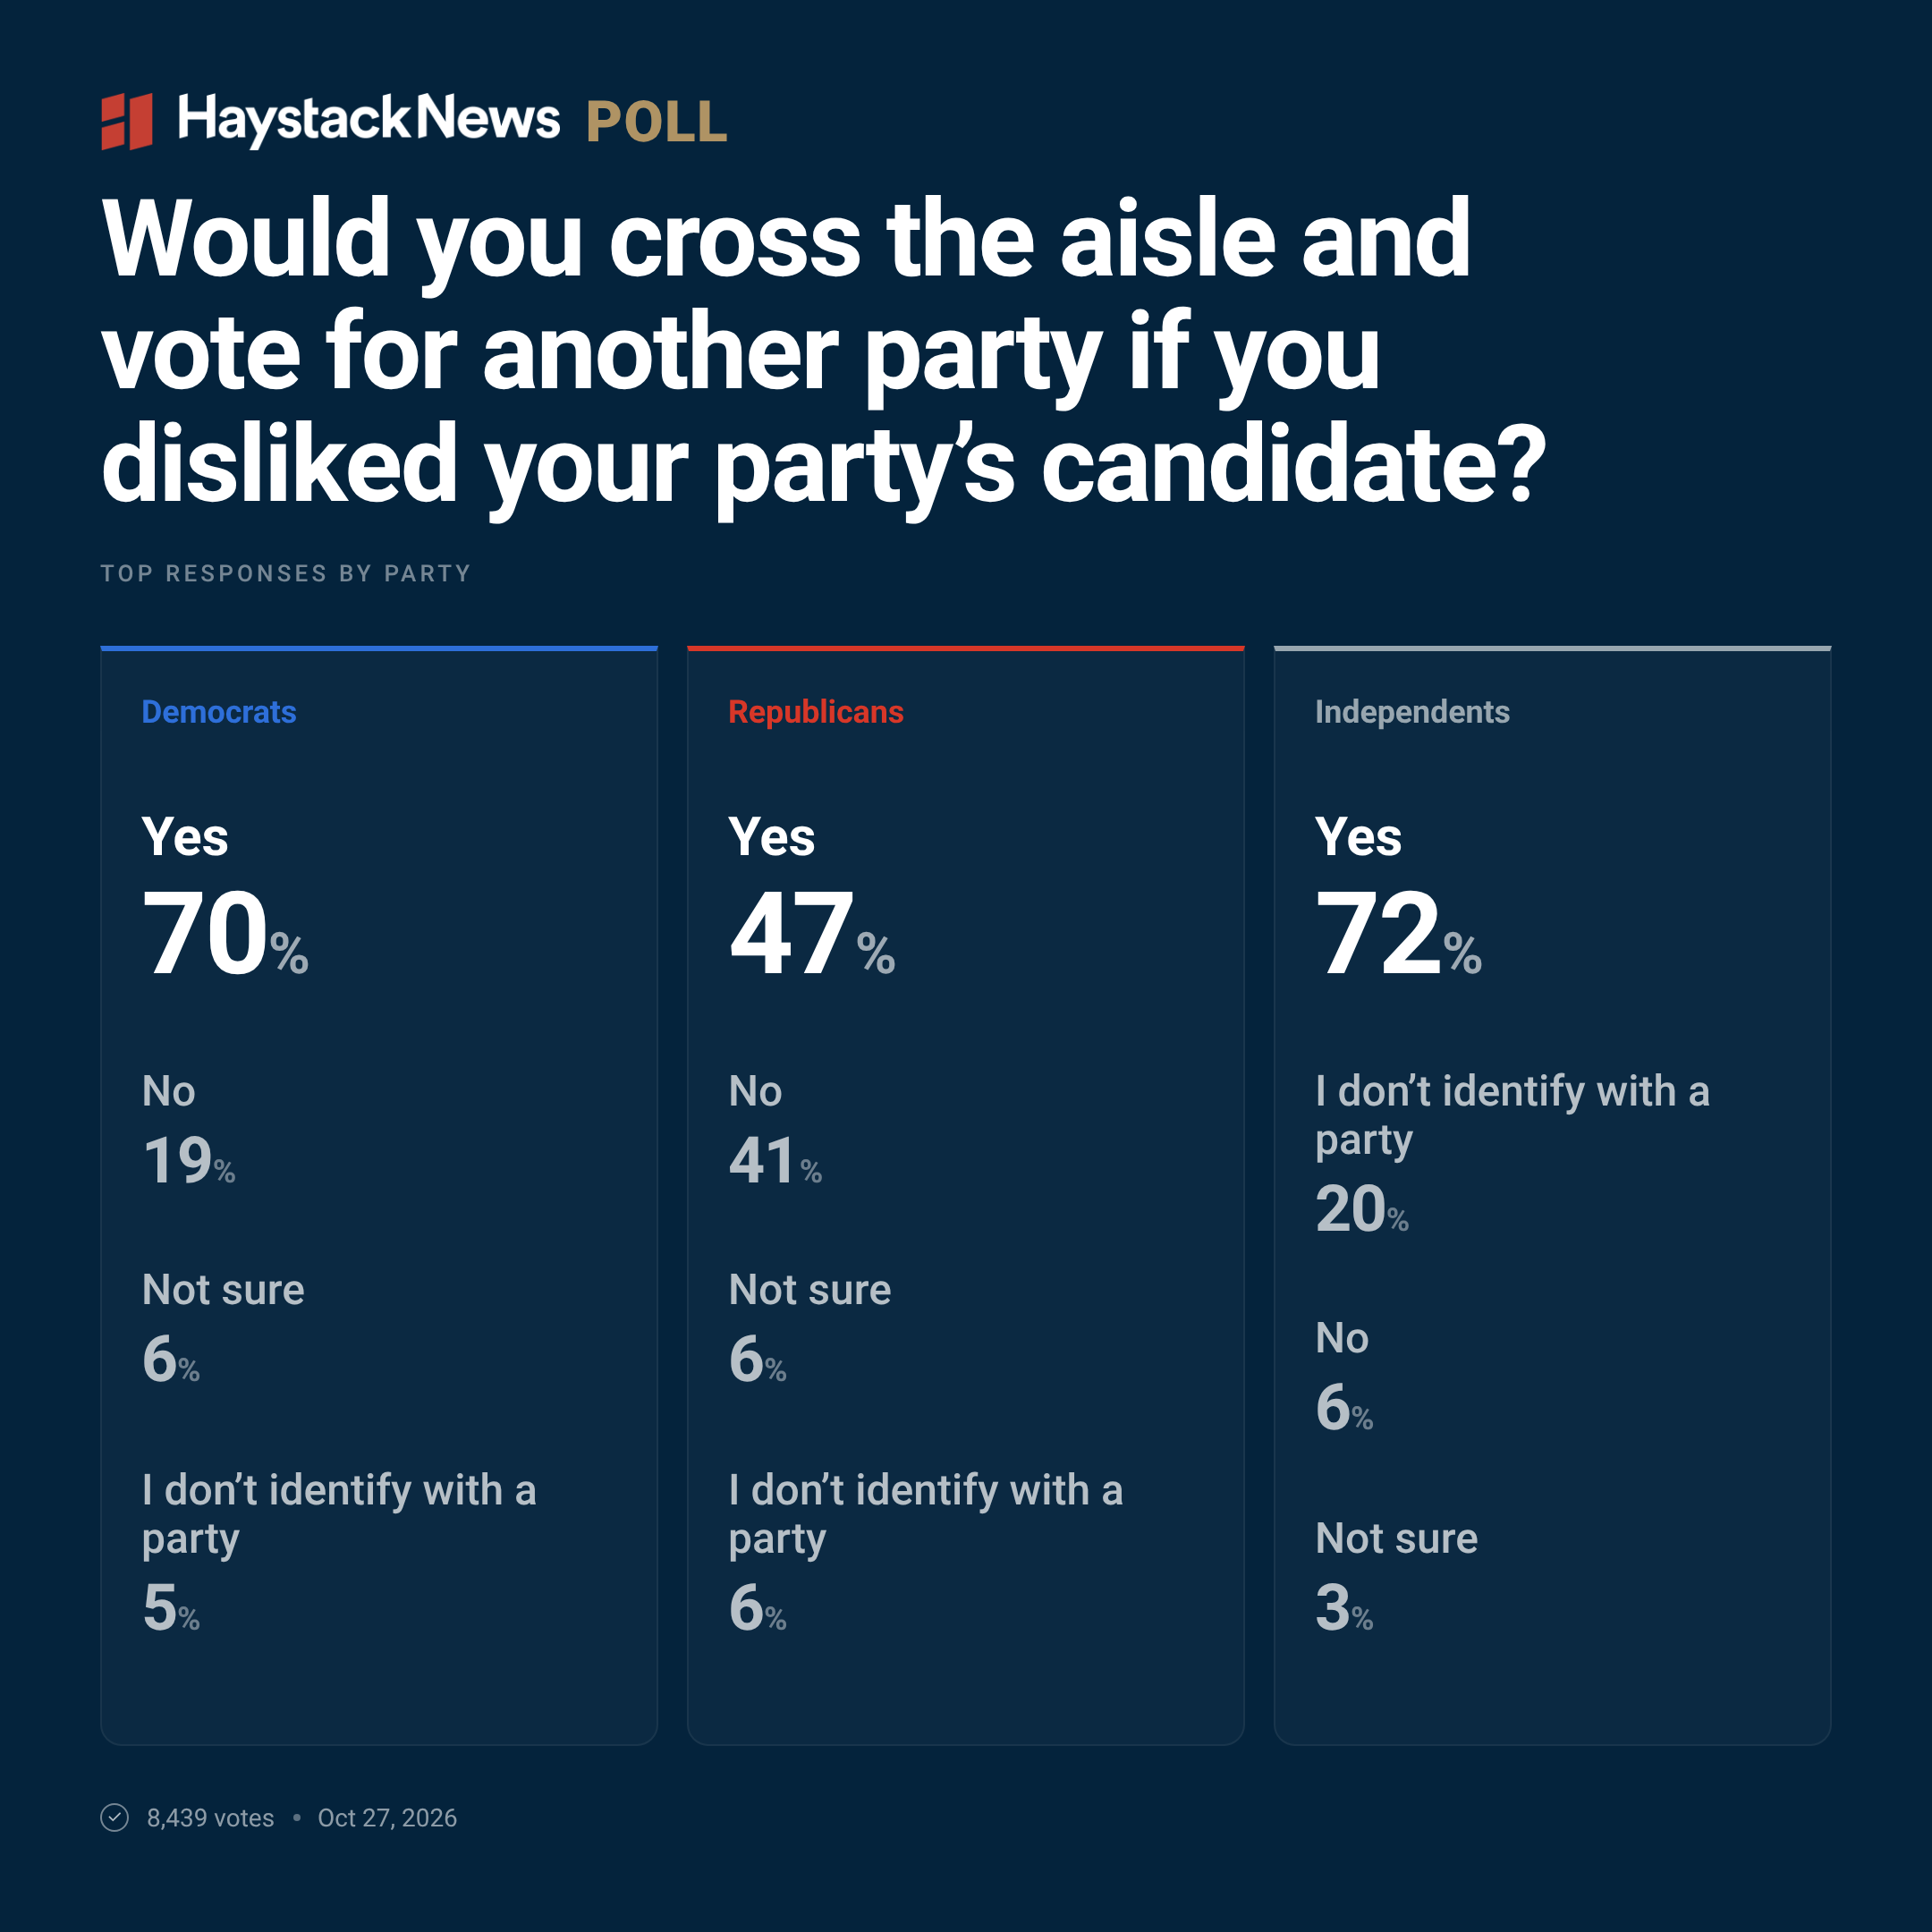 HaystackNews POLL
Would you cross the aisle and
vote for another party if you
disliked your party’s candidate?
TOP RESPONSES BY PARTY
Democrats
Yes
70%
No
19%
Not sure
6%
I don’t identify with a
party
5%
Republicans
Yes
47%
No
41%
Not sure
6%
I don’t identify with a
party
6%
Independents
Yes
72%
I don’t identify with a
party
20%
No
6%
Not sure
3%
8,439 votes • Oct 27, 2026